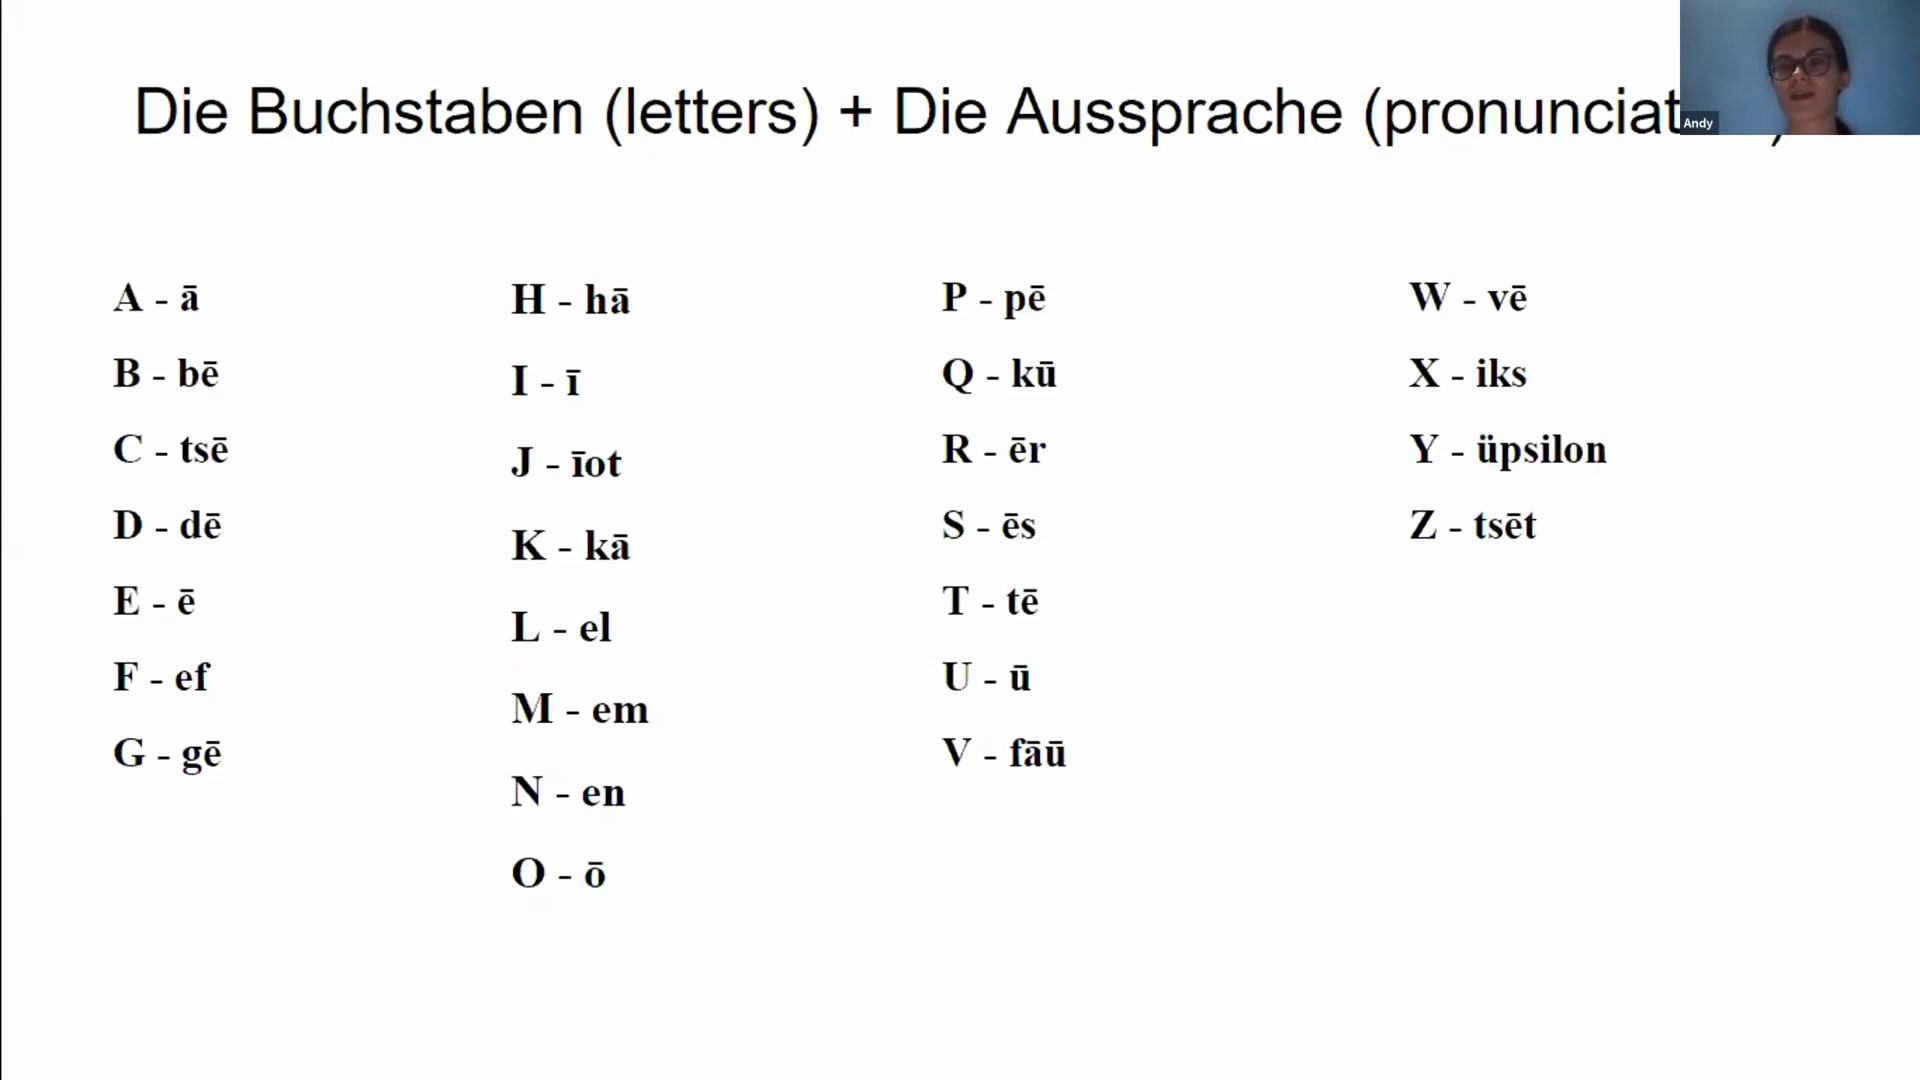 Die Buchstaben (letters) + Die Aussprache
Andy
A - ā
B - bē
C - tsē
D - dē
E - ē
F - ef
G - gē
H - hā
I - ī
J - īot
K - kā
L - el
M - em
N - en
O - ō
P - pē
Q - kū
R - ēr
S - ēs
T - tē
U - ū
V - fāū
W - vē
X - iks
Y - üpsilon
Z - tsēt